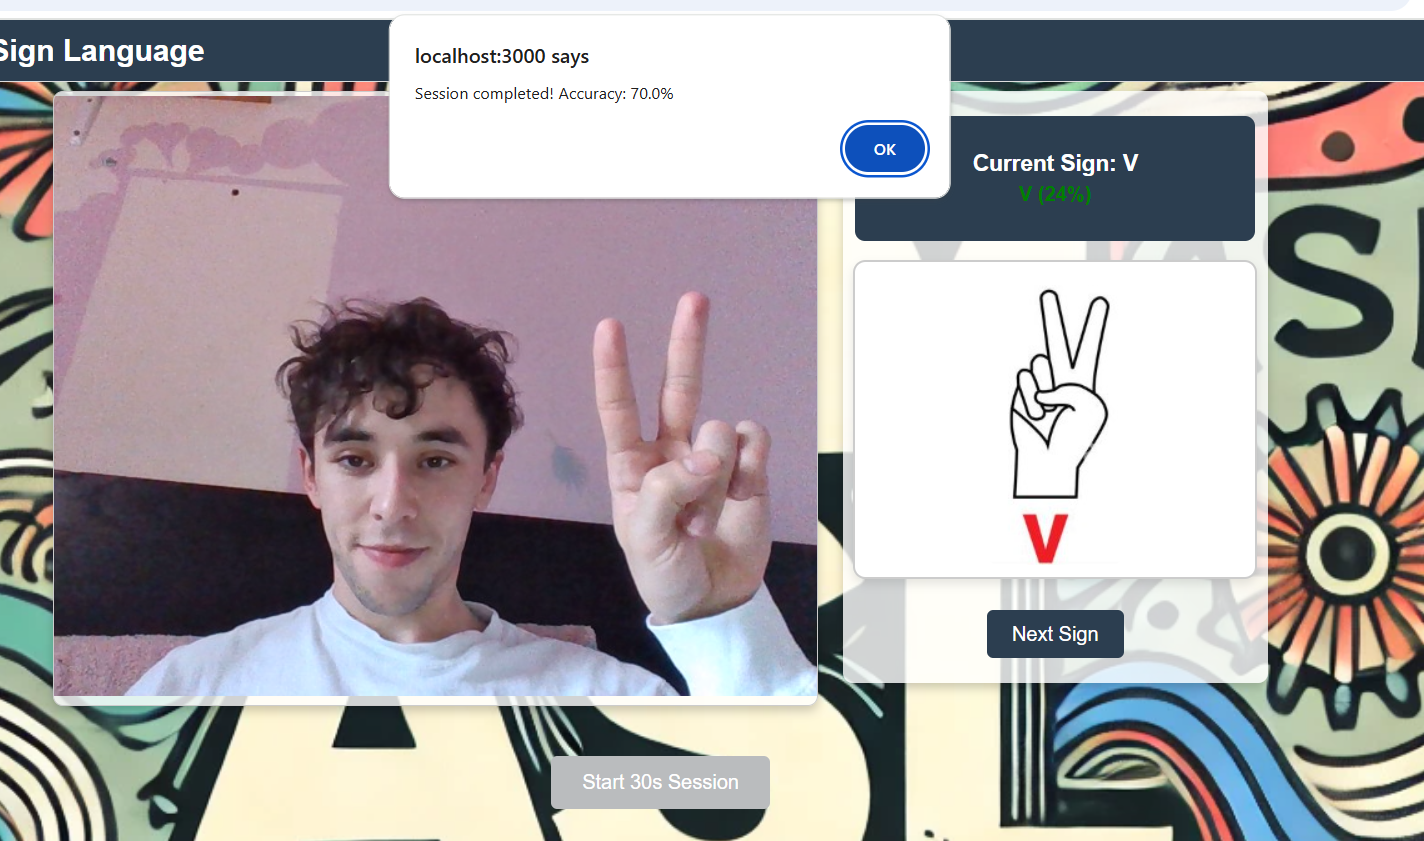 Sign Language
localhost:3000 says
Session completed! Accuracy: 70.0%
OK
Current Sign: V
V (24%)
V
Next Sign
Start 30s Session